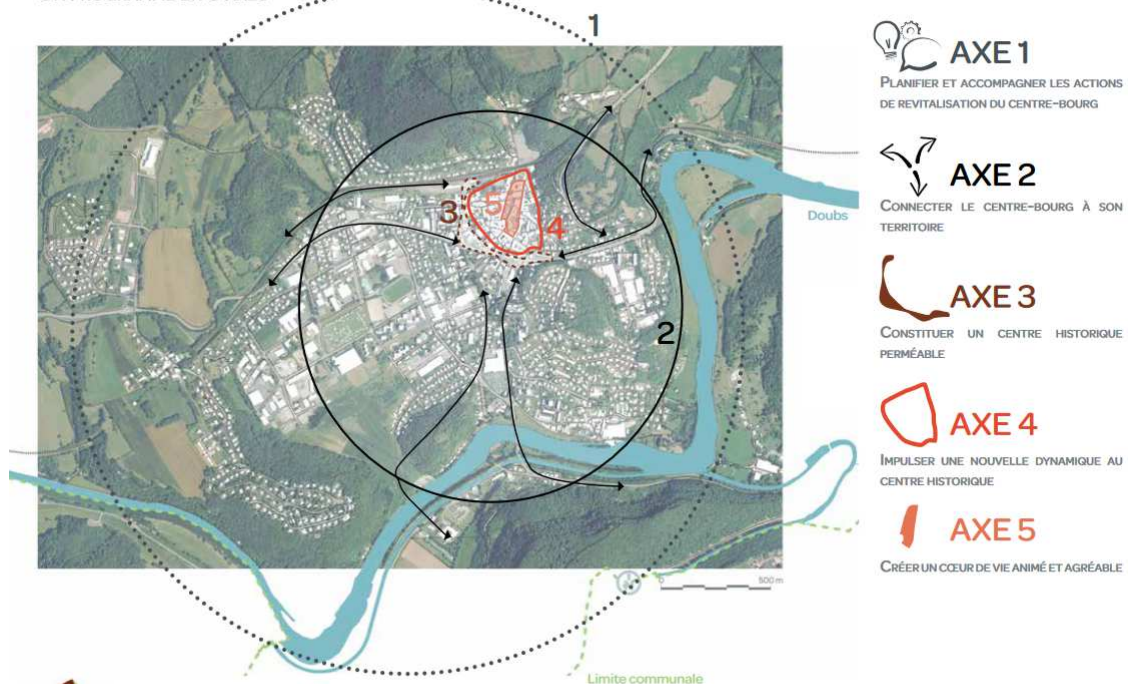 1
2
3
4
5
Doubs
0
500 m
Limite communale
AXE 1
PLANIFIER ET ACCOMPAGNER LES ACTIONS
DE REVITALISATION DU CENTRE-BOURG
AXE 2
CONNECTER LE CENTRE-BOURG À SON
TERRITOIRE
AXE 3
CONSTITUER UN CENTRE HISTORIQUE
PERMÉABLE
AXE 4
IMPULSER UNE NOUVELLE DYNAMIQUE AU
CENTRE HISTORIQUE
AXE 5
CRÉER UN CŒUR DE VIE ANIMÉ ET AGRÉABLE